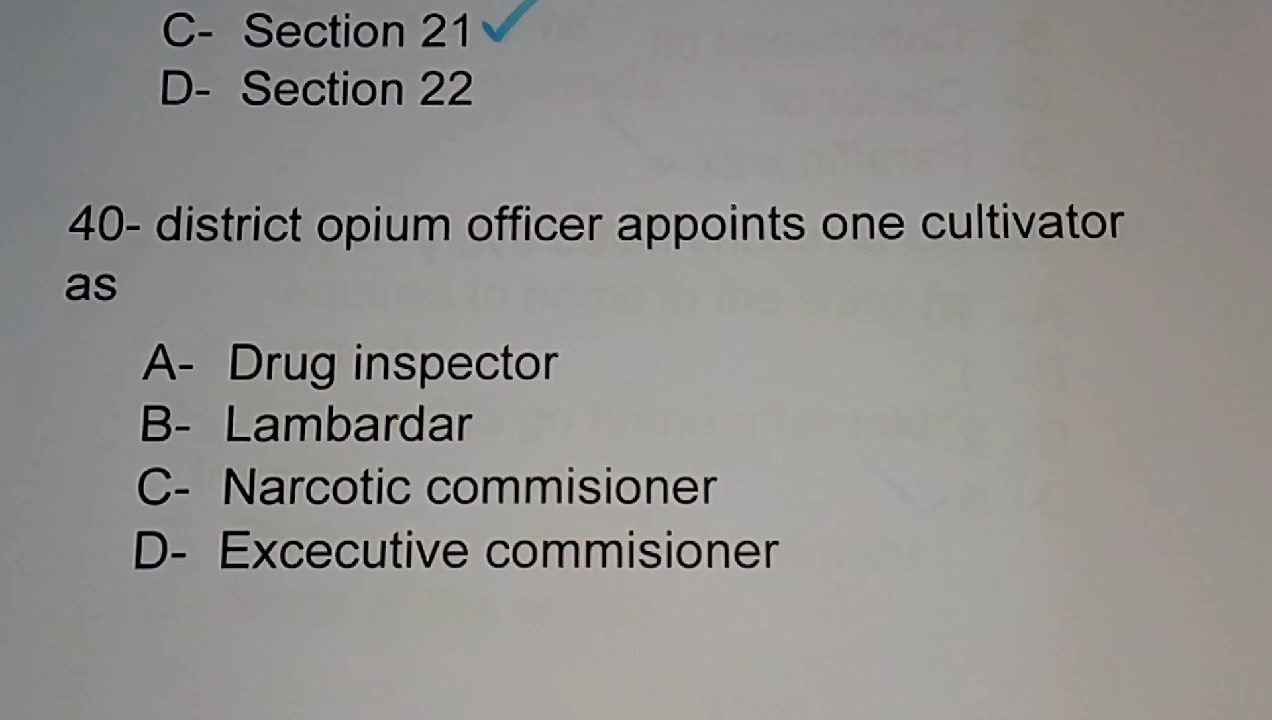 C- Section 21
D- Section 22
40- district opium officer appoints one cultivator
as
A- Drug inspector
B- Lambardar
C- Narcotic commisioner
D- Excecutive commisioner